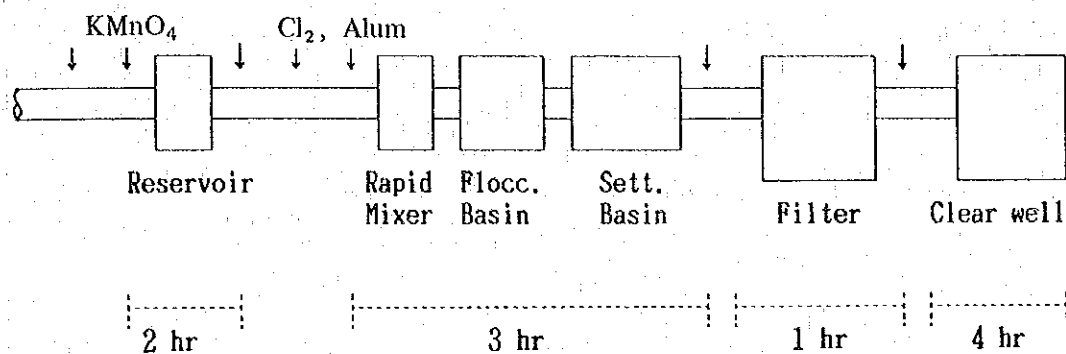 KMnO₄ Cl₂, Alum
Reservoir Rapid Mixer Flocc. Basin Sett. Basin Filter Clear well
2 hr 3 hr 1 hr 4 hr